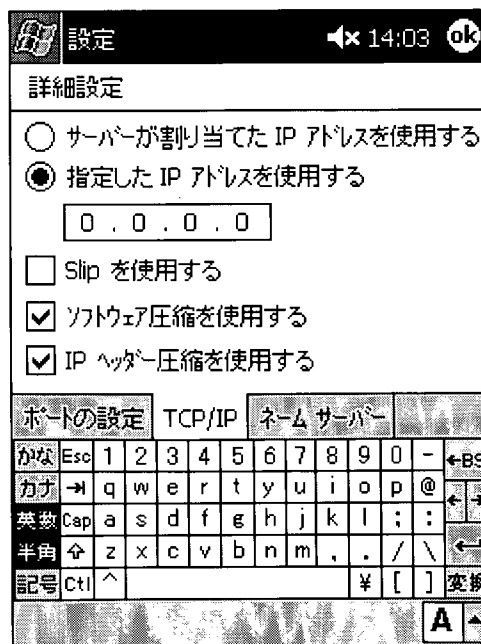 設定 14:03 ok
詳細設定
サーバーが割り当てた IP アドレスを使用する
指定した IP アドレスを使用する
0 . 0 . 0 . 0
Slip を使用する
ソフトウェア圧縮を使用する
IP ヘッダー圧縮を使用する
ポートの設定 TCP/IP ネーム サーバー
かな Esc 1 2 3 4 5 6 7 8 9 0 - ←BS
カナ →| q w e r t y u i o p @ ← →
英数 Cap a s d f g h j k l ; :
半角 ⇧ z x c v b n m , . / \ ←
記号 Ctl ^ ¥ [ ] 変換
A